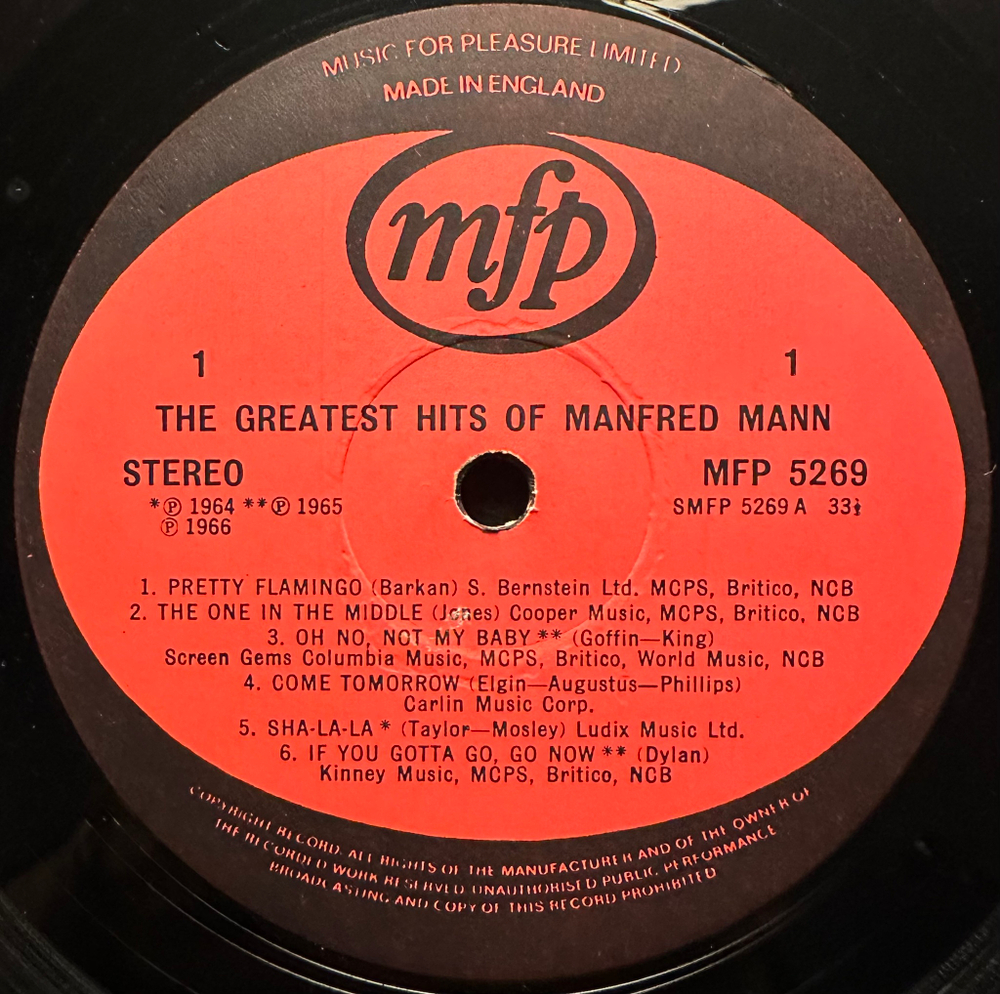 MUSIC FOR PLEASURE LIMITED
MADE IN ENGLAND
mfp
1 1
THE GREATEST HITS OF MANFRED MANN
STEREO MFP 5269
*℗ 1964 **℗ 1965 SMFP 5269 A 33⅓
℗ 1966
1. PRETTY FLAMINGO (Barkan) S. Bernstein Ltd. MCPS, Britico, NCB
2. THE ONE IN THE MIDDLE (Jones) Cooper Music, MCPS, Britico, NCB
3. OH NO, NOT MY BABY ** (Goffin—King)
Screen Gems Columbia Music, MCPS, Britico, World Music, NCB
4. COME TOMORROW (Elgin—Augustus—Phillips)
Carlin Music Corp.
5. SHA-LA-LA * (Taylor—Mosley) Ludix Music Ltd.
6. IF YOU GOTTA GO, GO NOW ** (Dylan)
Kinney Music, MCPS, Britico, NCB
COPYRIGHT RECORD. ALL RIGHTS OF THE MANUFACTURER AND OF THE OWNER OF
THE RECORDED WORK RESERVED. UNAUTHORISED PUBLIC PERFORMANCE
BROADCASTING AND COPY OF THIS RECORD PROHIBITED